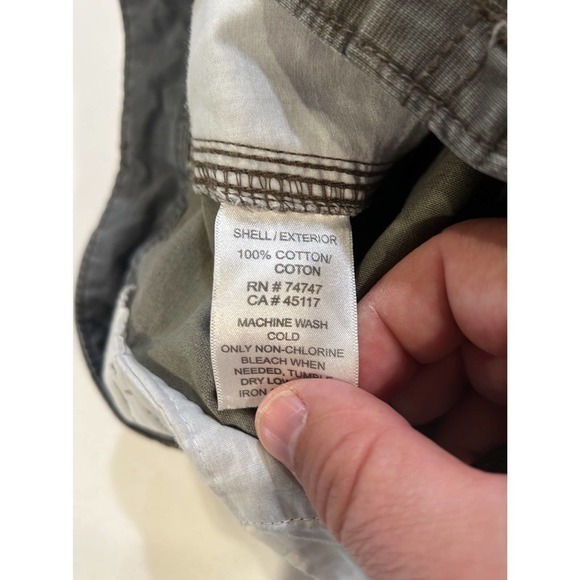 SHELL/EXTERIOR
100% COTTON/
COTON
RN # 74747
CA # 45117
MACHINE WASH
COLD
ONLY NON-CHLORINE
BLEACH WHEN
NEEDED, TUMBLE
DRY LOW
IRON